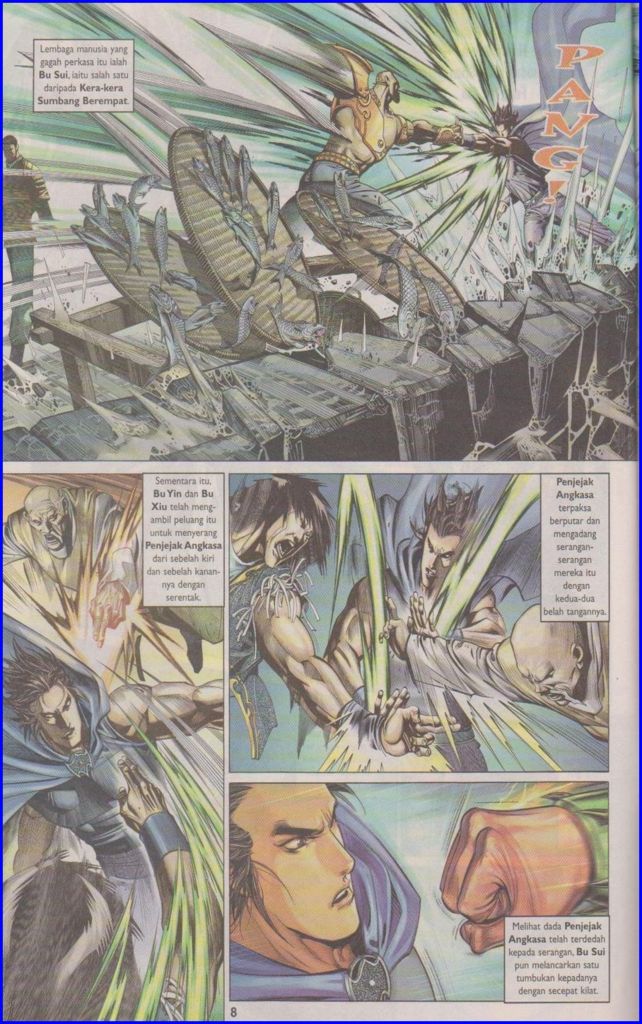 Lembaga manusia yang
gagah perkasa itu ialah
Bu Sui, iaitu salah satu
daripada Kera-kera
Sumbang Berempat.
PANG!
Sementara itu,
Bu Yin dan Bu
Xiu telah meng-
ambil peluang itu
untuk menyerang
Penjejak Angkasa
dari sebelah kiri
dan sebelah kanan-
nya dengan
serentak.
Penjejak
Angkasa
terpaksa
berputar dan
mengadang
serangan-
serangan
mereka itu
dengan
kedua-dua
belah tangannya.
Melihat dada Penjejak
Angkasa telah terdedah
kepada serangan, Bu Sui
pun melancarkan satu
tumbukan kepadanya
dengan secepat kilat.
8